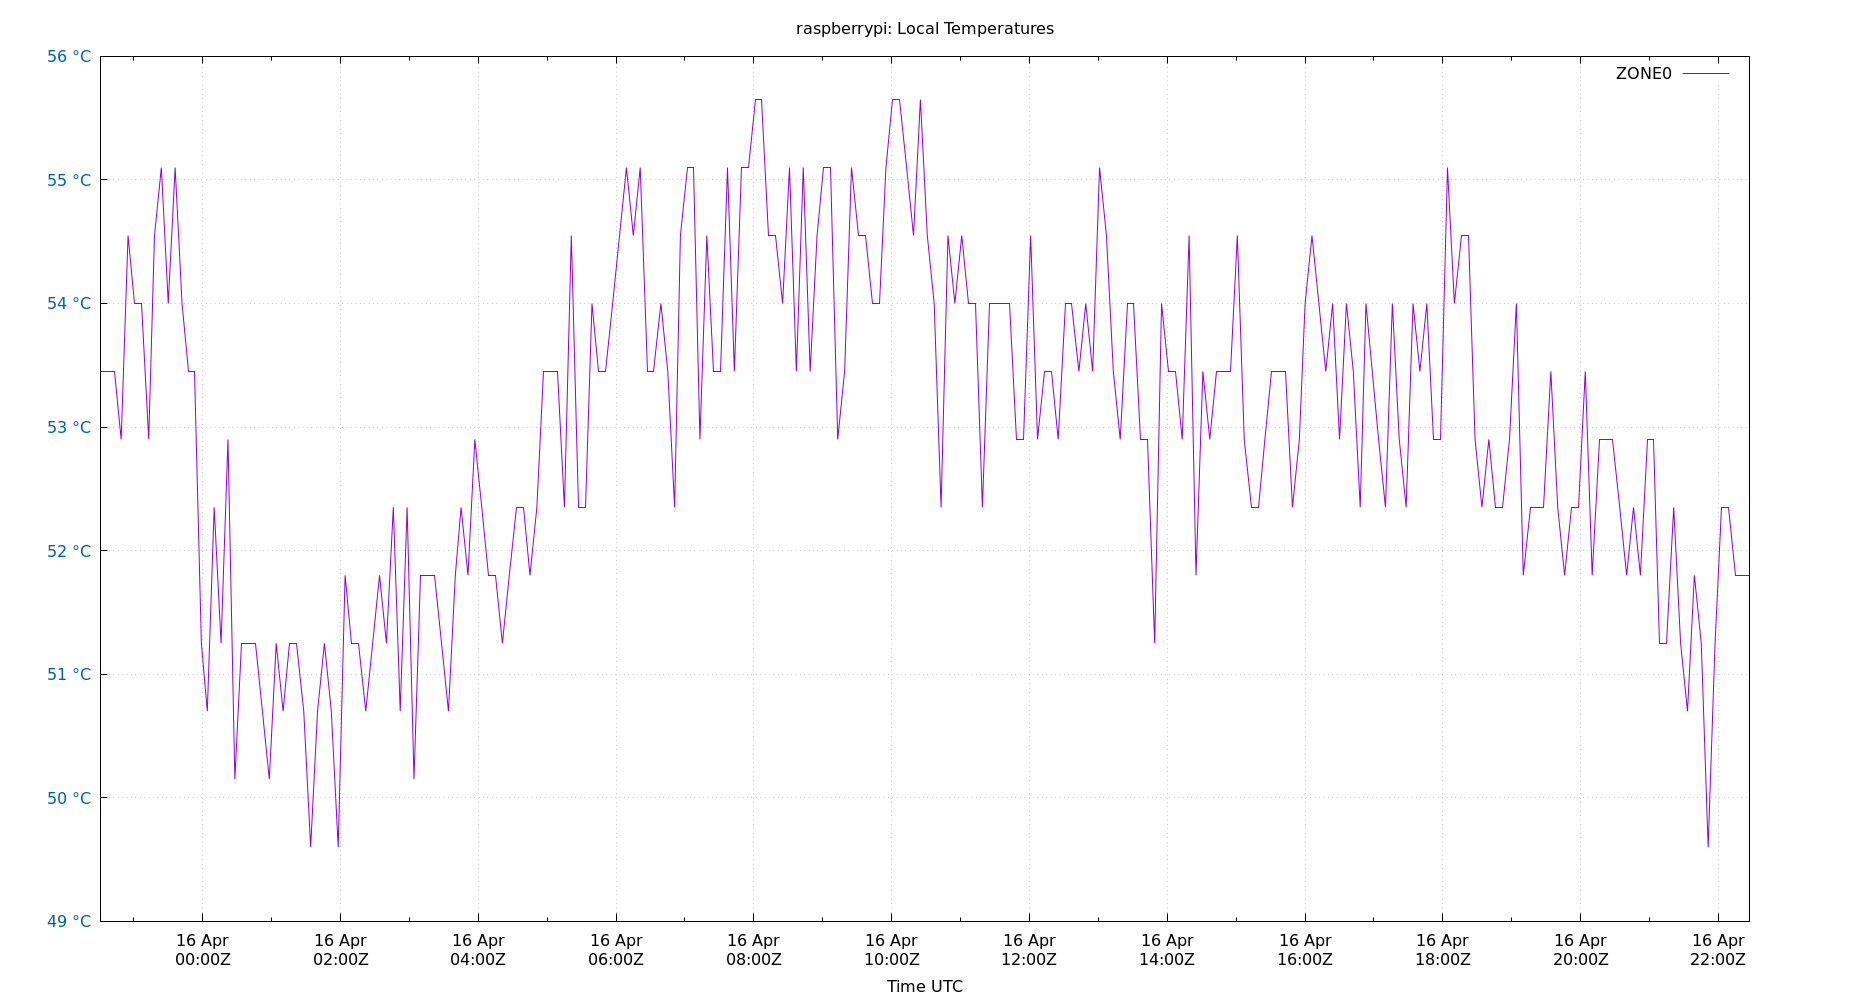 raspberrypi: Local Temperatures
ZONE0
56 °C
55 °C
54 °C
53 °C
52 °C
51 °C
50 °C
49 °C
16 Apr 16 Apr 16 Apr 16 Apr 16 Apr 16 Apr 16 Apr 16 Apr 16 Apr 16 Apr 16 Apr 16 Apr
00:00Z 02:00Z 04:00Z 06:00Z 08:00Z 10:00Z 12:00Z 14:00Z 16:00Z 18:00Z 20:00Z 22:00Z
Time UTC